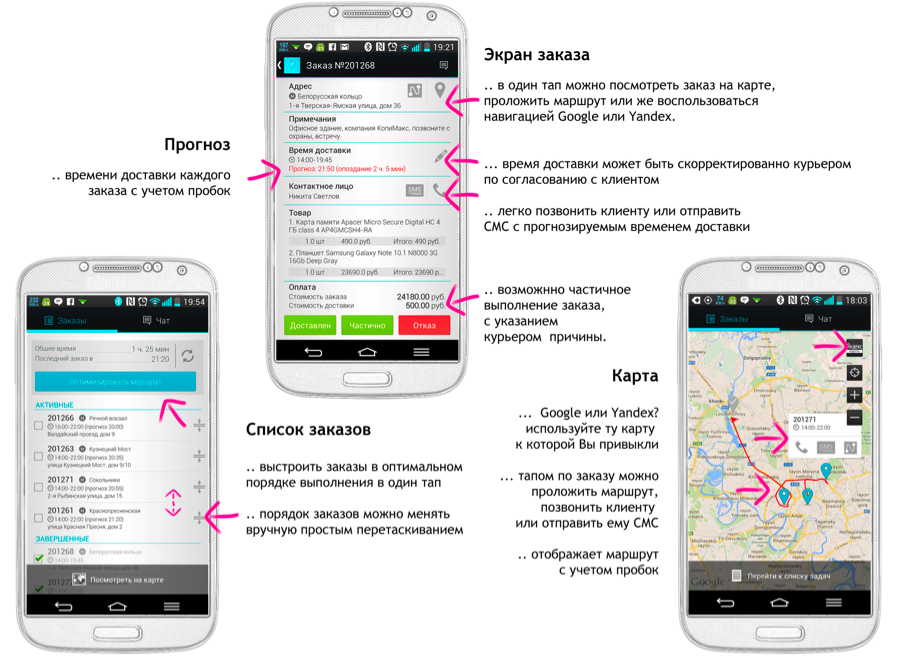 19:21
Заказ №201268
Адрес
Белорусская кольцо
1-я Тверская-Ямская улица, дом 36
Примечания
Офисное здание, компания КопиМакс, позвоните с
охраны, встречу.
Время доставки
14:00-19:45
Прогноз: 21:50 (опоздание 2 ч. 5 мин)
Контактное лицо
Никита Светлов
SMS
Товар
1. Карта памяти Apacer Micro Secure Digital HC 4
ГБ class 4 AP4GMCSH4-RA
1.0 шт 490.0 руб. Итого: 490 руб.
2. Планшет Samsung Galaxy Note 10.1 N8000 3G
16Gb Deep Gray
1.0 шт 23690.0 руб. Итого: 23690 р...
Оплата
Стоимость заказа 24180.00 руб.
Стоимость доставки 500.00 руб.
Доставлен Частично Отказ
Экран заказа
.. в один тап можно посмотреть заказ на карте,
проложить маршрут или же воспользоваться
навигацией Google или Yandex.
... время доставки может быть скорректированно курьером
по согласованию с клиентом
.. легко позвонить клиенту или отправить
СМС с прогнозируемым временем доставки
.. возможнно частичное
выполнение заказа,
с указанием
курьером причины.
Прогноз
.. времени доставки каждого
заказа с учетом пробок
19:54
Заказы Чат
Общее время 1 ч. 25 мин
Последний заказ в 21:20
Оптимизировать маршрут
АКТИВНЫЕ
201266 Речной вокзал
16:00-22:00 (прогноз 20:00)
Валдайский проезд, дом 9
201263 Кузнецкий Мост
14:00-22:00 (прогноз 20:35)
улица Кузнецкий Мост, дом 9/10
201271 Сокольники
14:00-22:00 (прогноз 20:55)
2-я Рыбинская улица, дом 15
201261 Краснопресненская
14:00-22:00 (прогноз 21:20)
улица Красная Пресня, дом 2
ЗАВЕРШЕННЫЕ
201268 Белорусская кольцо
14:00-19:45
Посмотреть на карте
Список заказов
.. выстроить заказы в оптимальном
порядке выполнения в один тап
.. порядок заказов можно менять
вручную простым перетаскиванием
Карта
... Google или Yandex?
используйте ту карту
к которой Вы привыкли
... тапом по заказу можно
проложить маршрут,
позвонить клиенту
или отправить ему СМС
.. отображает маршрут
с учетом пробок
18:03
Заказы Чат
Яндекс
Dolgoprudny
Khimki
201271
14:00-22:00
SMS
Google
Перейти к списку задач